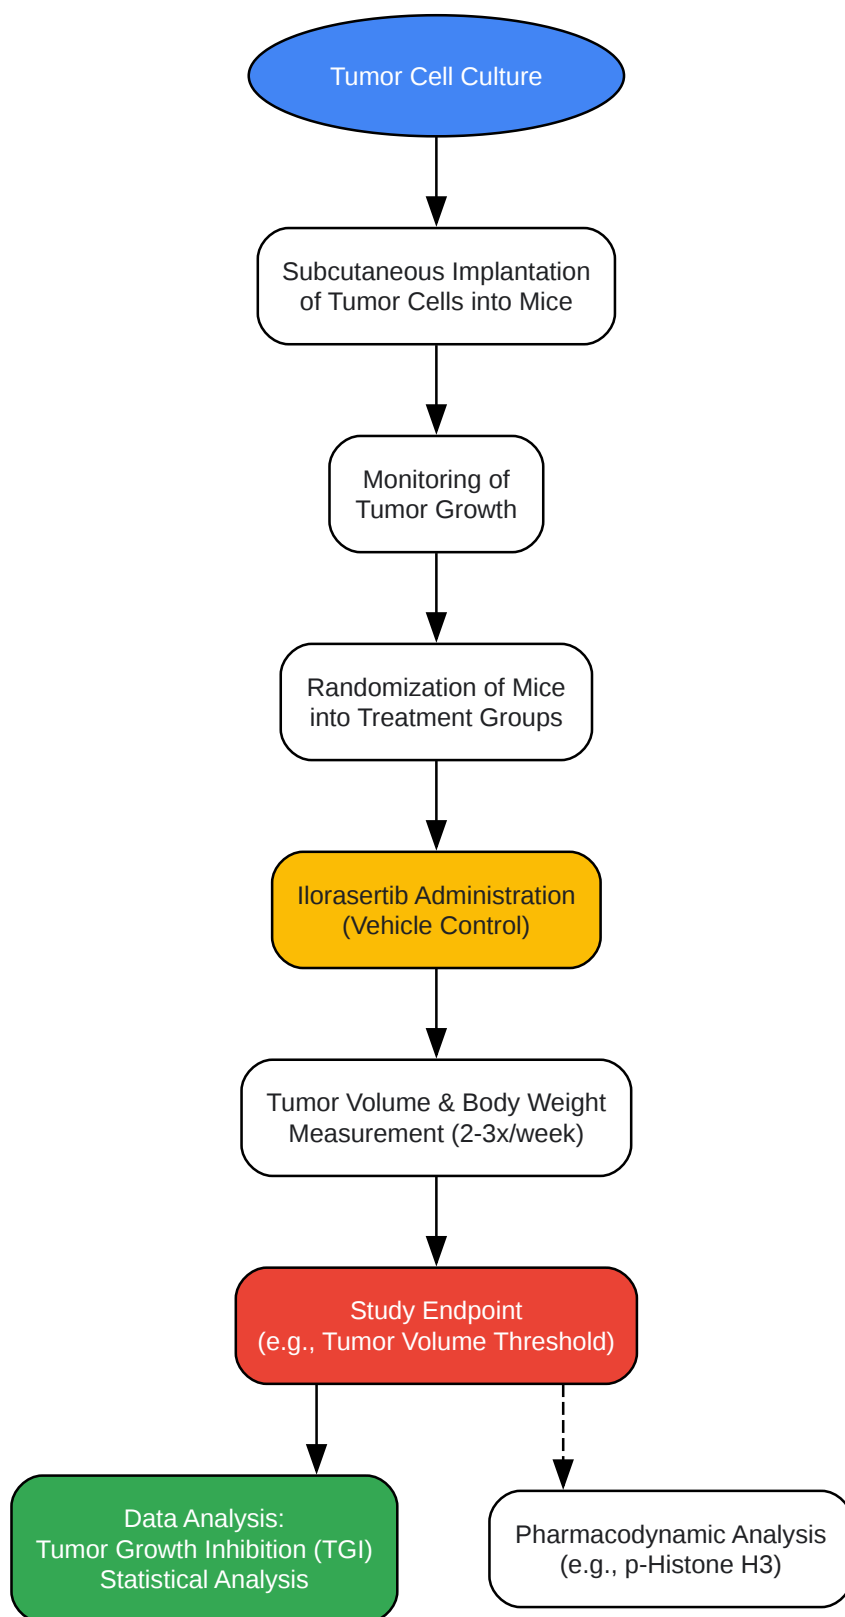 Tumor Cell Culture
Subcutaneous Implantation
of Tumor Cells into Mice
Monitoring of
Tumor Growth
Randomization of Mice
into Treatment Groups
Ilorasertib Administration
(Vehicle Control)
Tumor Volume & Body Weight
Measurement (2-3x/week)
Study Endpoint
(e.g., Tumor Volume Threshold)
Data Analysis:
Tumor Growth Inhibition (TGI)
Statistical Analysis
Pharmacodynamic Analysis
(e.g., p-Histone H3)